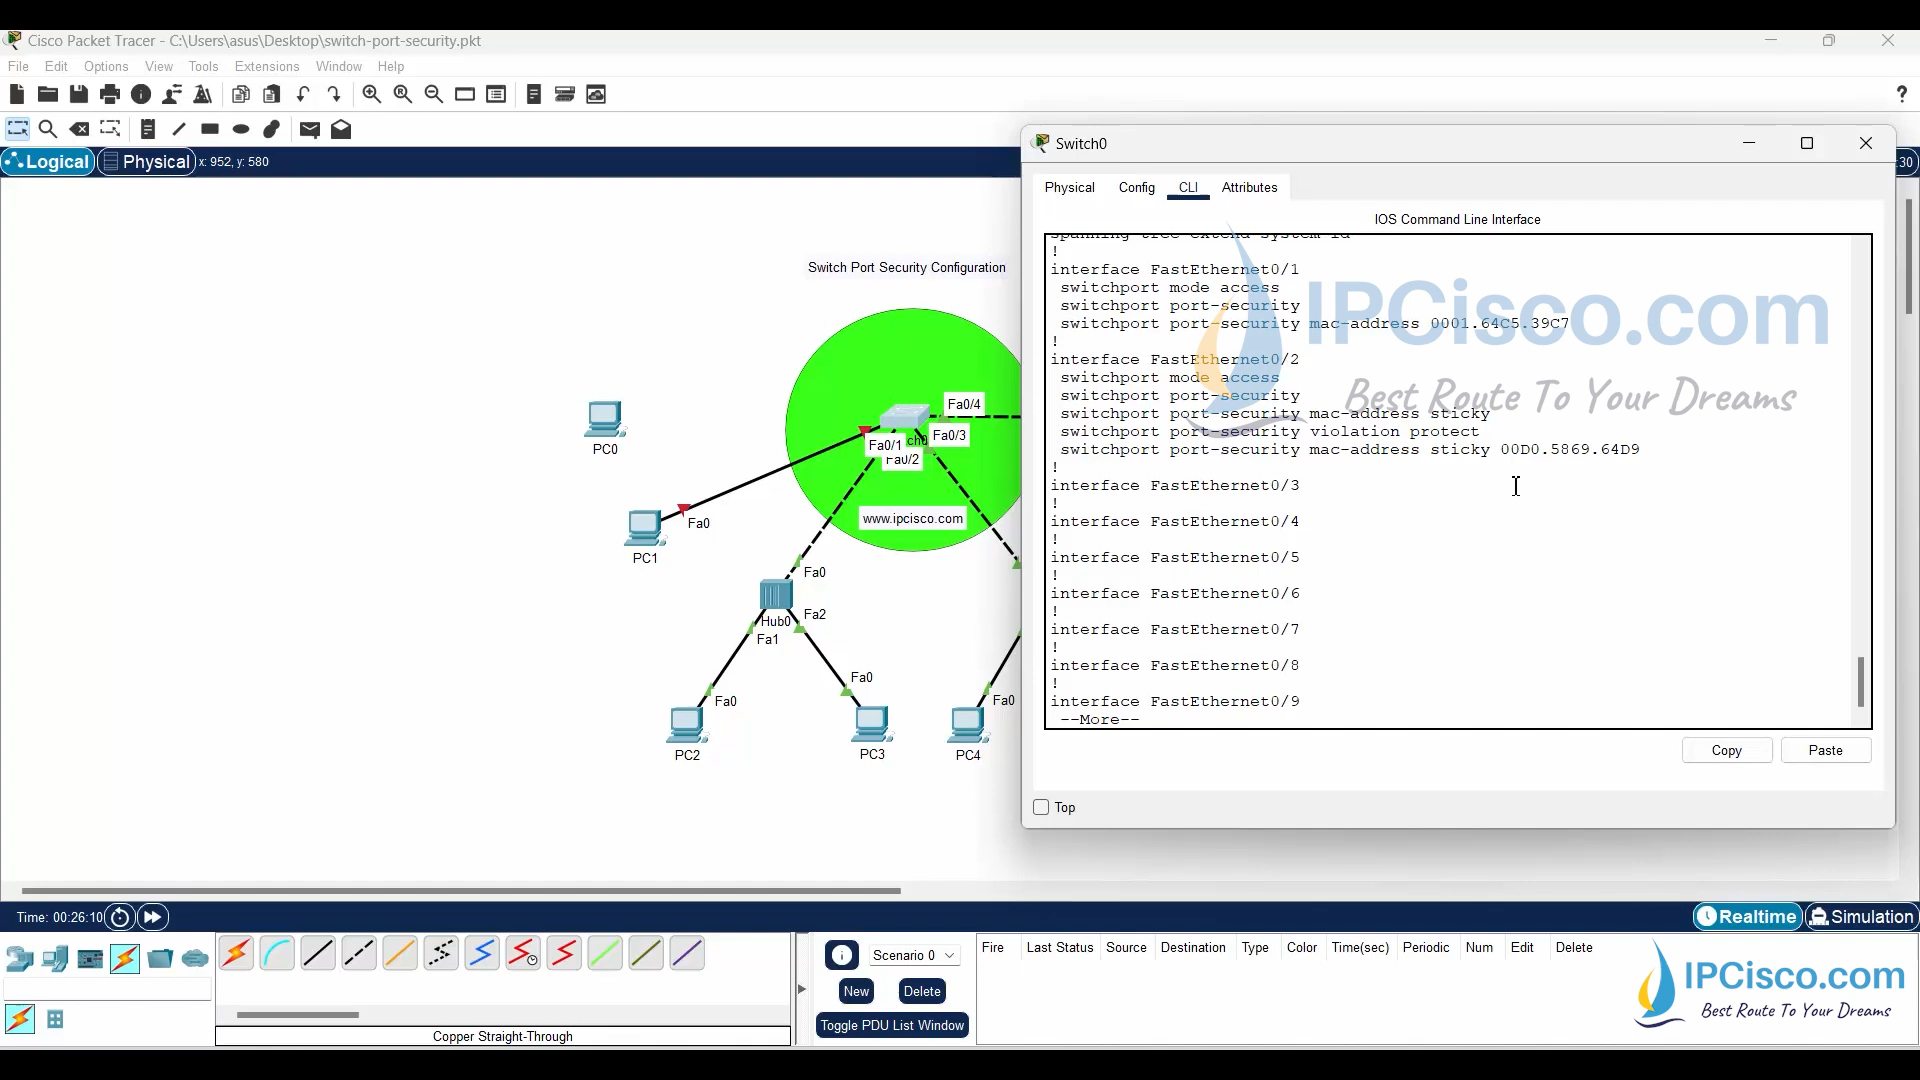 Cisco Packet Tracer - C:\Users\asus\Desktop\switch-port-security.pkt
File Edit Options View Tools Extensions Window Help
?
Logical Physical x: 952, y: 580
30
Switch Port Security Configuration
Fa0/4
Fa0/1 ch0 Fa0/3
Fa0/2
PC0
www.ipcisco.com
Fa0
PC1
Fa0
Fa2
Hub0
Fa1
Fa0
Fa0
Fa0
PC2
PC3
PC4
Switch0
Physical Config CLI Attributes
IOS Command Line Interface
spanning-tree extend system-id
!
interface FastEthernet0/1
switchport mode access
switchport port-security
switchport port-security mac-address 0001.64C5.39C7
!
interface FastEthernet0/2
switchport mode access
switchport port-security
switchport port-security mac-address sticky
switchport port-security violation protect
switchport port-security mac-address sticky 00D0.5869.64D9
!
interface FastEthernet0/3
!
interface FastEthernet0/4
!
interface FastEthernet0/5
!
interface FastEthernet0/6
!
interface FastEthernet0/7
!
interface FastEthernet0/8
!
interface FastEthernet0/9
--More--
IPCisco.com
Best Route To Your Dreams
Copy Paste
Top
Time: 00:26:10
Realtime Simulation
Copper Straight-Through
Scenario 0
New Delete
Toggle PDU List Window
Fire Last Status Source Destination Type Color Time(sec) Periodic Num Edit Delete
IPCisco.com
Best Route To Your Dreams